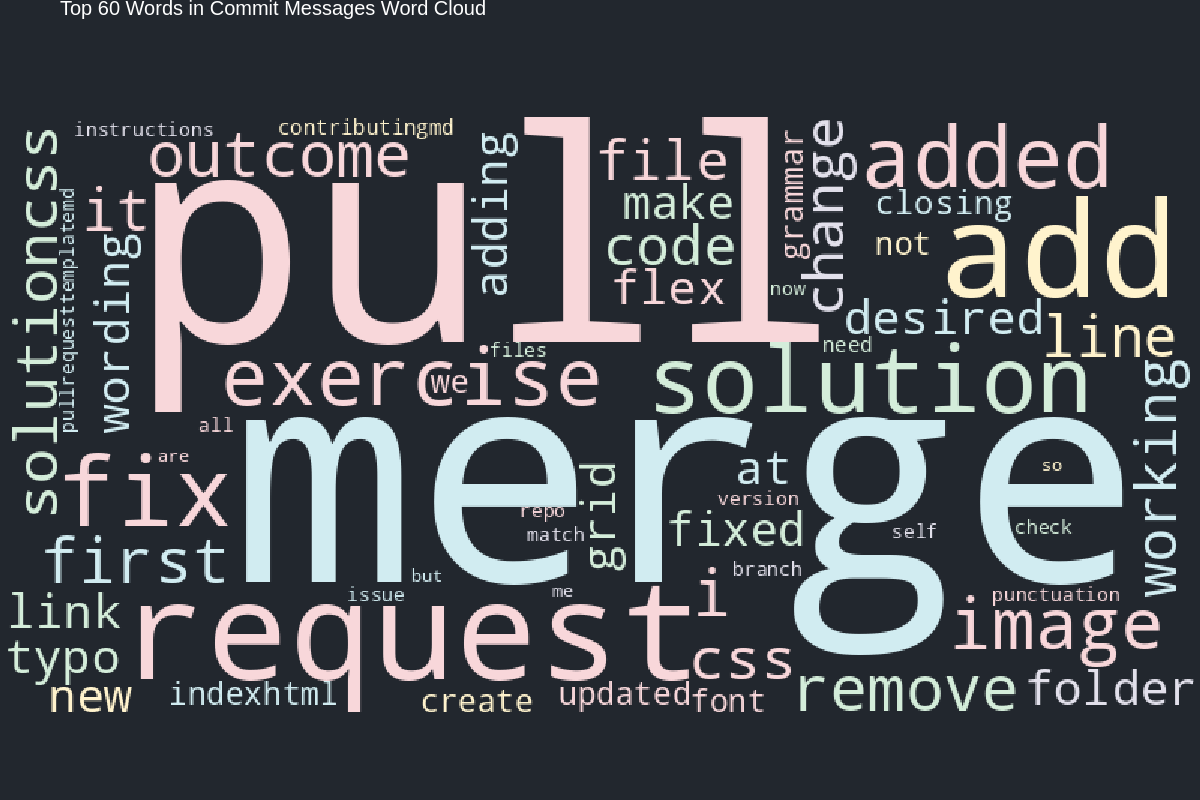 Top 60 Words in Commit Messages Word Cloud
instructions
contributingmd
outcome
pull
adding
file
make
code
flex
grammar
change
now
added
closing
not
add
desired
line
need
it
solutioncss
pullrequesttemplatemd
wording
exercise
we
files
solution
working
all
are
fix
merge
repo
match
grid
at
version
fixed
self
so
check
first
but
branch
issue
me
i
punctuation
link
request
image
typo
css
new
indexhtml
create
updated
font
remove
folder